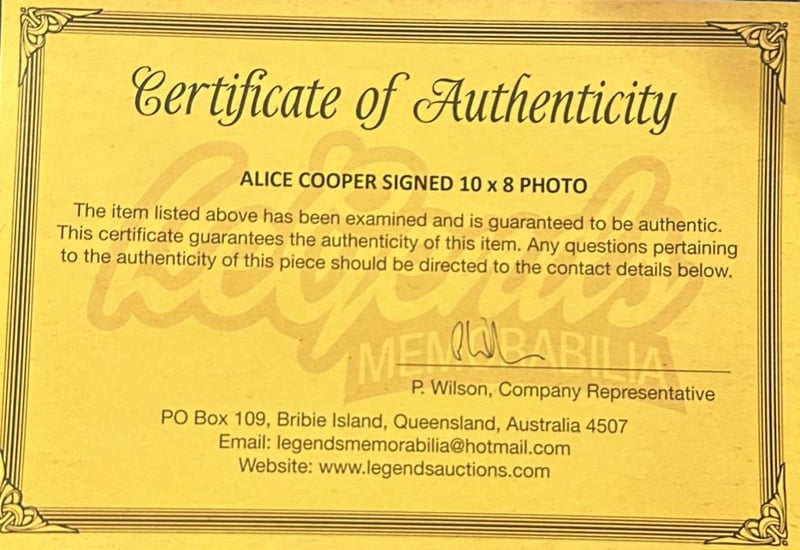 Certificate of Authenticity
ALICE COOPER SIGNED 10 x 8 PHOTO
The item listed above has been examined and is guaranteed to be authentic.
This certificate guarantees the authenticity of this item. Any questions pertaining
to the authenticity of this piece should be directed to the contact details below.
Legends
MEMORABILIA
P. Wilson, Company Representative
PO Box 109, Bribie Island, Queensland, Australia 4507
Email: legendsmemorabilia@hotmail.com
Website: www.legendsauctions.com